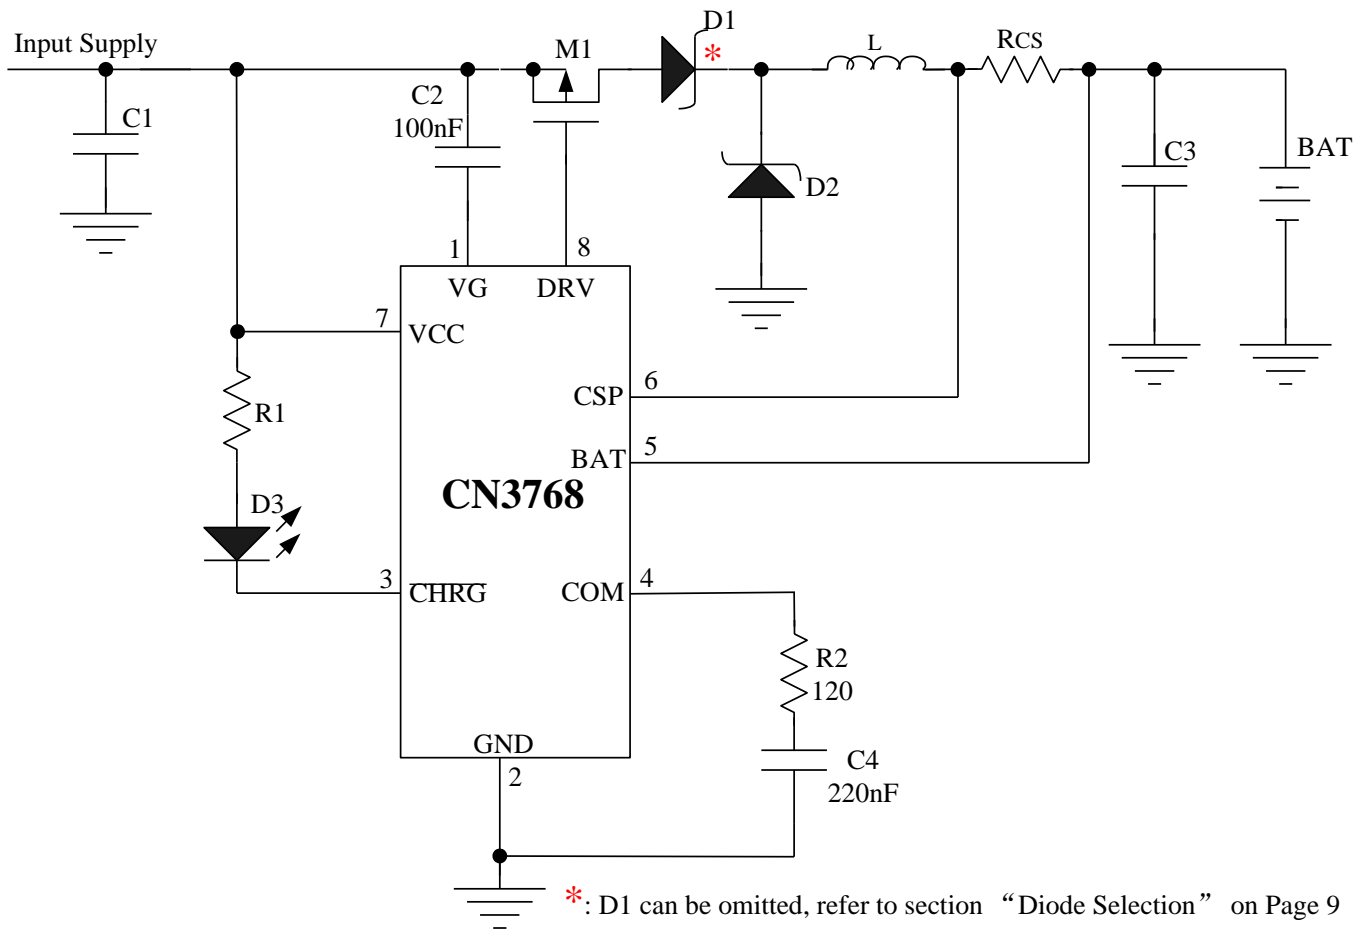 D1
*
Input Supply
M1
L
RCS
C2
100nF
C1
C3
BAT
D2
1
8
VG
DRV
7
VCC
6
CSP
R1
5
BAT
CN3768
D3
3
CHRG
4
COM
R2
120
GND
2
C4
220nF
*: D1 can be omitted, refer to section “Diode Selection” on Page 9